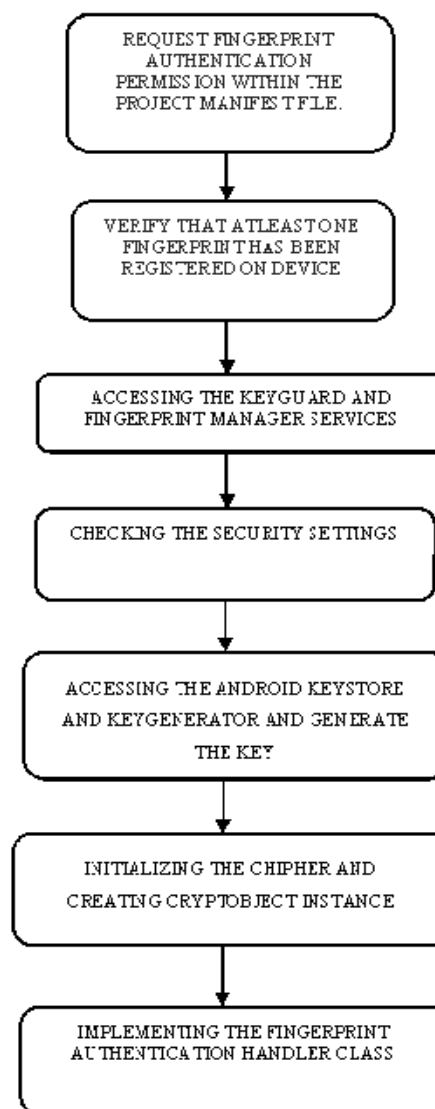 REQUEST FINGERPRINT
AUTHENTICATION
PERMISSION WITHIN THE
PROJECT MANIFEST FILE.
VERIFY THAT ATLEAST ONE
FINGERPRINT HAS BEEN
REGISTERED ON DEVICE
ACCESSING THE KEYGUARD AND
FINGERPRINT MANAGER SERVICES
CHECKING THE SECURITY SETTINGS
ACCESSING THE ANDROID KEYSTORE
AND KEYGENERATOR AND GENERATE
THE KEY
INITIALIZING THE CHIPHER AND
CREATING CRYPTOBJECT INSTANCE
IMPLEMENTING THE FINGERPRINT
AUTHENTICATION HANDLER CLASS